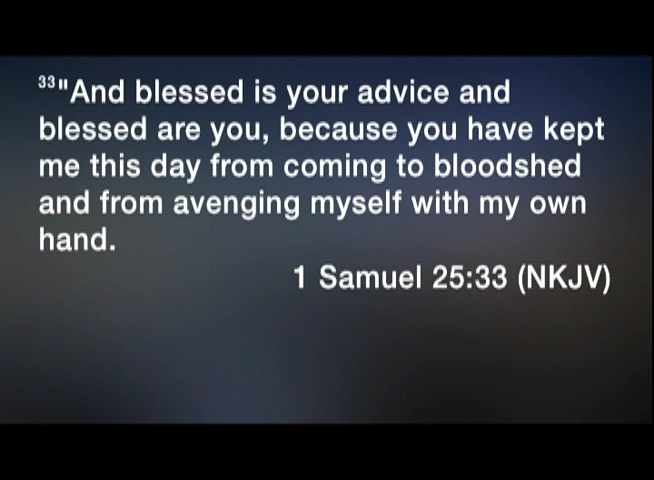 33"And blessed is your advice and
blessed are you, because you have kept
me this day from coming to bloodshed
and from avenging myself with my own
hand.
1 Samuel 25:33 (NKJV)